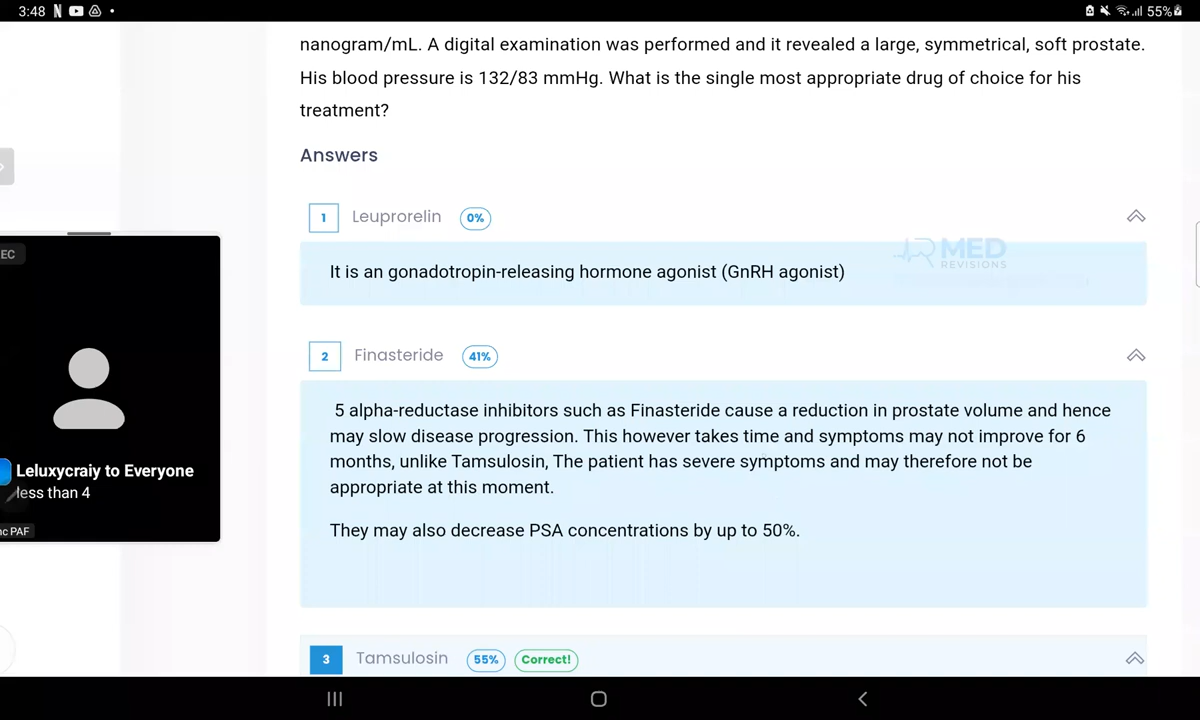 3:48 N 55%
nanogram/mL. A digital examination was performed and it revealed a large, symmetrical, soft prostate.
His blood pressure is 132/83 mmHg. What is the single most appropriate drug of choice for his
treatment?
Answers
1 Leuprorelin 0%
MED
REVISIONS
It is an gonadotropin-releasing hormone agonist (GnRH agonist)
2 Finasteride 41%
5 alpha-reductase inhibitors such as Finasteride cause a reduction in prostate volume and hence
may slow disease progression. This however takes time and symptoms may not improve for 6
months, unlike Tamsulosin, The patient has severe symptoms and may therefore not be
appropriate at this moment.
They may also decrease PSA concentrations by up to 50%.
3 Tamsulosin 55% Correct!
EC
Leluxycraiy to Everyone
less than 4
nc PAF